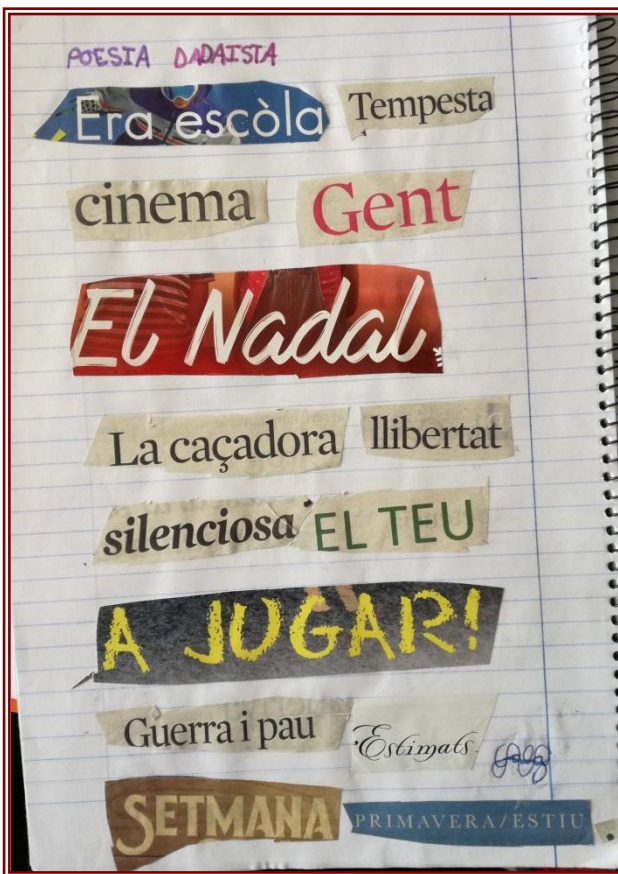 POESIA DADAISTA
Era escòla Tempesta
cinema Gent
El Nadal
La caçadora llibertat
silenciosa EL TEU
A JUGAR!
Guerra i pau Estimats
SETMANA PRIMAVERA/ESTIU